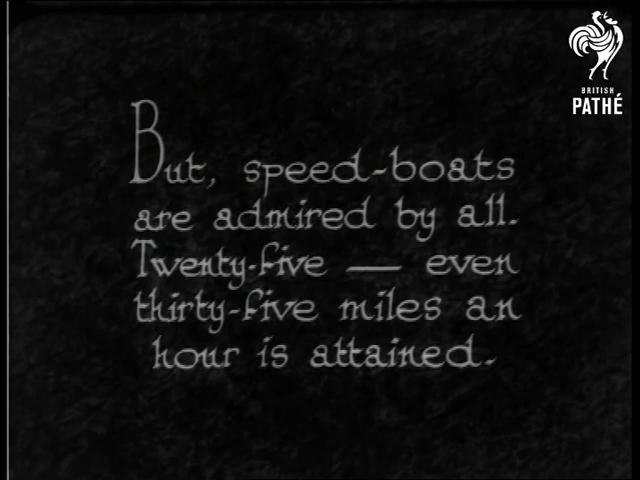 BRITISH
PATHÉ
But, speed-boats
are admired by all.
Twenty-five — even
thirty-five miles an
hour is attained.